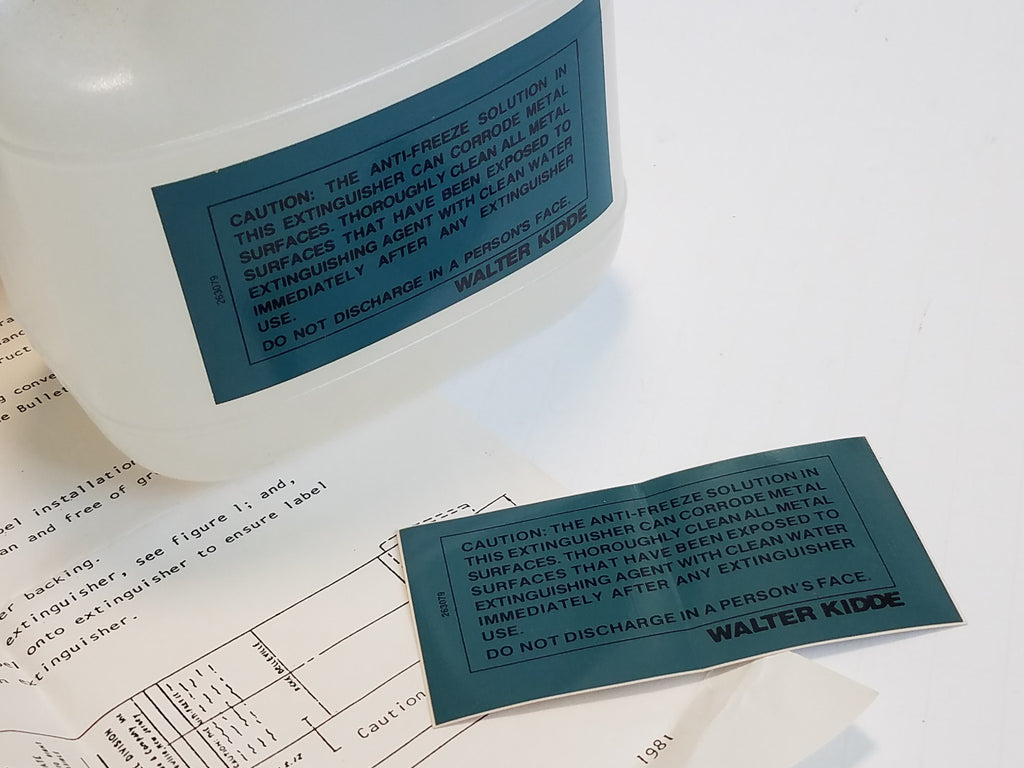 CAUTION: THE ANTI-FREEZE SOLUTION IN
THIS EXTINGUISHER CAN CORRODE METAL
SURFACES. THOROUGHLY CLEAN ALL METAL
SURFACES THAT HAVE BEEN EXPOSED TO
EXTINGUISHING AGENT WITH CLEAN WATER
IMMEDIATELY AFTER ANY EXTINGUISHER
USE.
DO NOT DISCHARGE IN A PERSON'S FACE.
WALTER KIDDE
263079
CAUTION: THE ANTI-FREEZE SOLUTION IN
THIS EXTINGUISHER CAN CORRODE METAL
SURFACES. THOROUGHLY CLEAN ALL METAL
SURFACES THAT HAVE BEEN EXPOSED TO
EXTINGUISHING AGENT WITH CLEAN WATER
IMMEDIATELY AFTER ANY EXTINGUISHER
USE.
DO NOT DISCHARGE IN A PERSON'S FACE.
WALTER KIDDE
263079
installation
and free of
backing.
extinguisher, see figure 1; and,
onto extinguisher to ensure label
Caution
DIVISION
1981